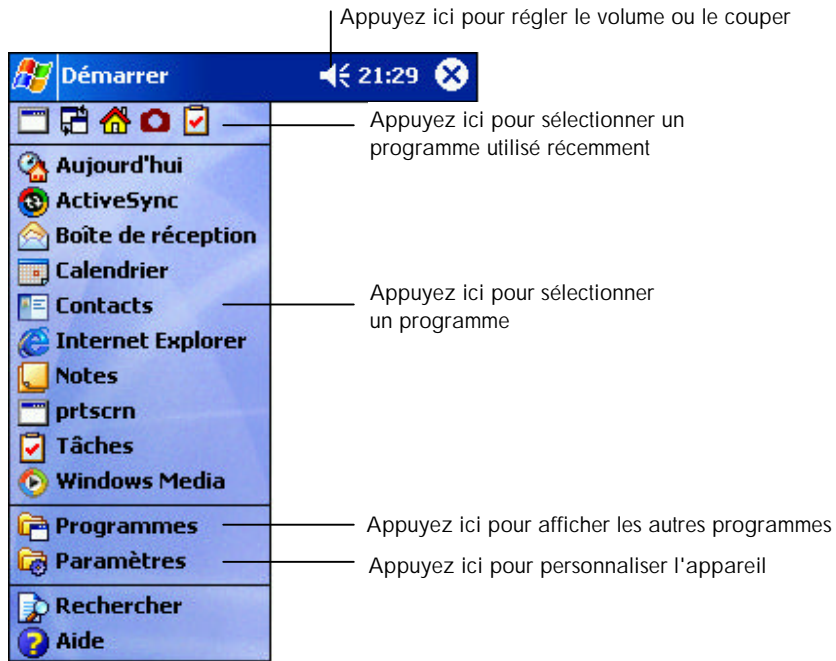 Appuyez ici pour régler le volume ou le couper
Démarrer 21:29
Appuyez ici pour sélectionner un
programme utilisé récemment
Aujourd'hui
ActiveSync
Boîte de réception
Calendrier
Contacts
Appuyez ici pour sélectionner
un programme
Internet Explorer
Notes
prtscrn
Tâches
Windows Media
Programmes
Appuyez ici pour afficher les autres programmes
Paramètres
Appuyez ici pour personnaliser l'appareil
Rechercher
Aide